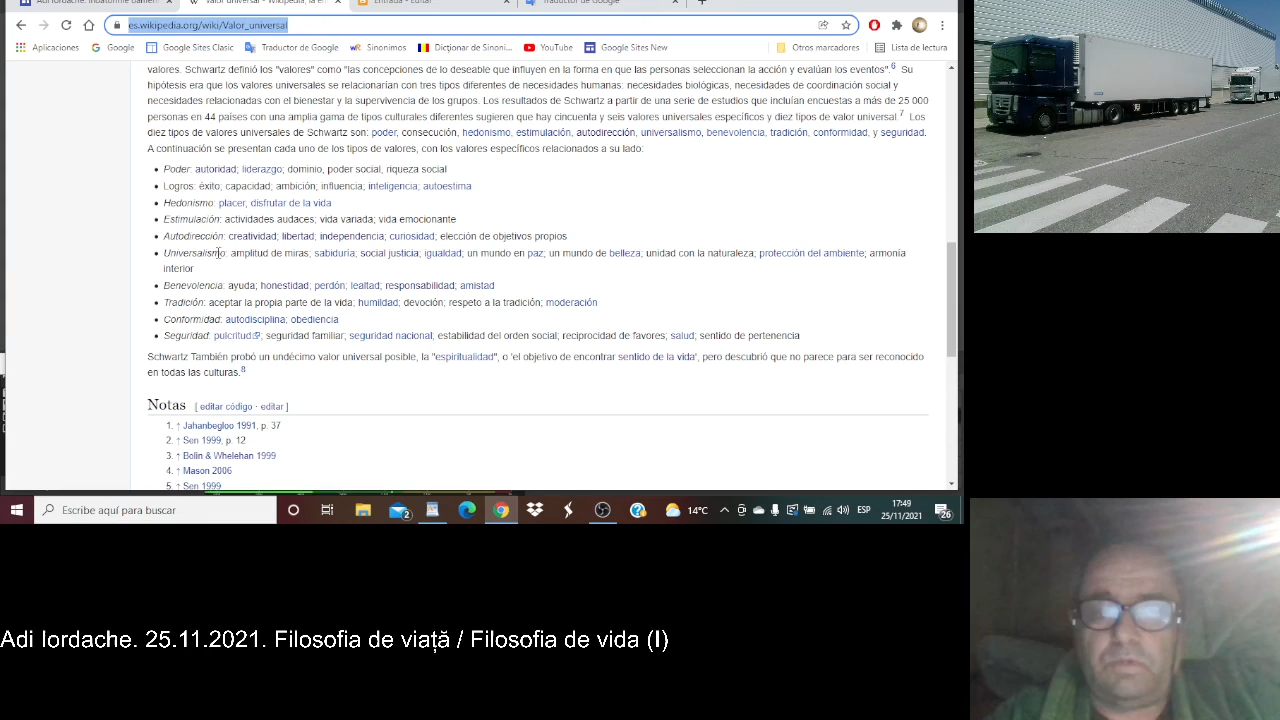 Valor universal - Wikipedia, la en
Entrada - Editar
Traductor de Google
es.wikipedia.org/wiki/Valor_universal
Aplicaciones Google Google Sites Clasic Traductor de Google Sinonimos Dicționar de Sinoni... YouTube Google Sites New Otros marcadores Lista de lectura
valores. Schwartz definió los "valores" como "las concepciones de lo deseable que influyen en la forma en que las personas seleccionan la acción y evalúan los eventos".6 Su
hipótesis era que los valores universales se relacionarían con tres tipos diferentes de necesidades humanas: necesidades biológicas, necesidades de coordinación social y
necesidades relacionadas con el bienestar y la supervivencia de los grupos. Los resultados de Schwartz a partir de una serie de estudios que incluían encuestas a más de 25 000
personas en 44 países con una amplia gama de tipos culturales diferentes sugieren que hay cincuenta y seis valores universales específicos y diez tipos de valor universal.7 Los
diez tipos de valores universales de Schwartz son: poder, consecución, hedonismo, estimulación, autodirección, universalismo, benevolencia, tradición, conformidad, y seguridad.
A continuación se presentan cada uno de los tipos de valores, con los valores específicos relacionados a su lado:
• Poder: autoridad; liderazgo; dominio, poder social, riqueza social
• Logros: éxito; capacidad; ambición; influencia; inteligencia; autoestima
• Hedonismo: placer; disfrutar de la vida
• Estimulación: actividades audaces; vida variada; vida emocionante
• Autodirección: creatividad; libertad; independencia; curiosidad; elección de objetivos propios
• Universalismo: amplitud de miras; sabiduría; social justicia; igualdad; un mundo en paz; un mundo de belleza; unidad con la naturaleza; protección del ambiente; armonía
interior
• Benevolencia: ayuda; honestidad; perdón; lealtad; responsabilidad; amistad
• Tradición: aceptar la propia parte de la vida; humildad; devoción; respeto a la tradición; moderación
• Conformidad: autodisciplina; obediencia
• Seguridad: pulcritud; seguridad familiar; seguridad nacional; estabilidad del orden social; reciprocidad de favores; salud; sentido de pertenencia
Schwartz También probó un undécimo valor universal posible, la "espiritualidad", o 'el objetivo de encontrar sentido de la vida', pero descubrió que no parece para ser reconocido
en todas las culturas.8
Notas [ editar código · editar ]
1. ↑ Jahanbegloo 1991, p. 37
2. ↑ Sen 1999, p. 12
3. ↑ Bolin & Whelehan 1999
4. ↑ Mason 2006
5. ↑ Sen 1999
Escribe aquí para buscar
2
14°C
ESP
17:49
25/11/2021
26
Adi Iordache. 25.11.2021. Filosofia de viață / Filosofia de vida (I)